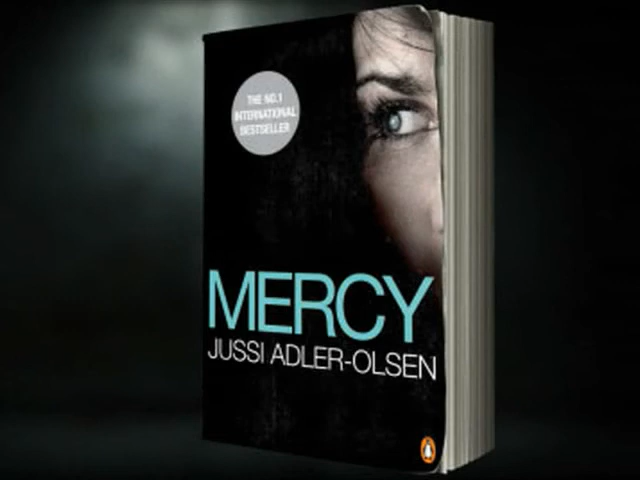 THE NO.1
INTERNATIONAL
BESTSELLER
MERCY
JUSSI ADLER-OLSEN